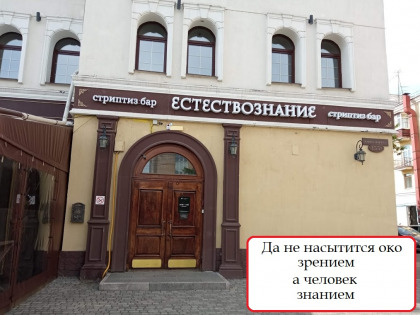 стриптиз бар ЕСТЕСТВОЗНАНИЕ стриптиз бар
Да не насытится око
зрением
а человек
знанием